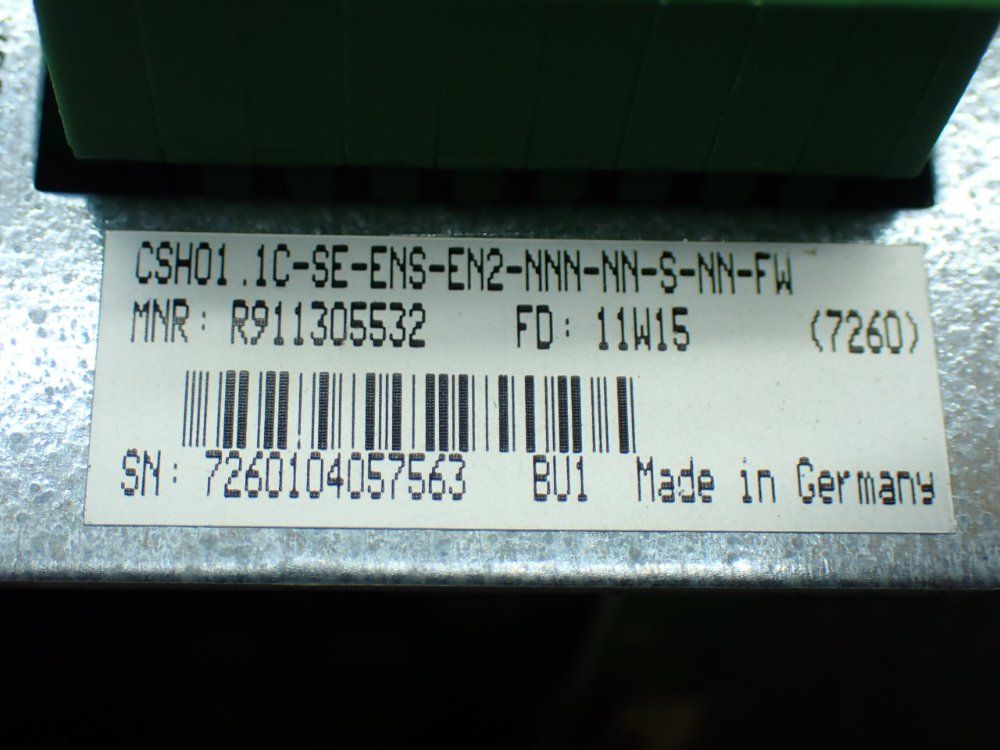 CSH01.1C-SE-ENS-EN2-NNN-NN-S-NN-FW
MNR: R911305532 FD: 11W15 (7260)
SN: 7260104057563 BU1 Made in Germany